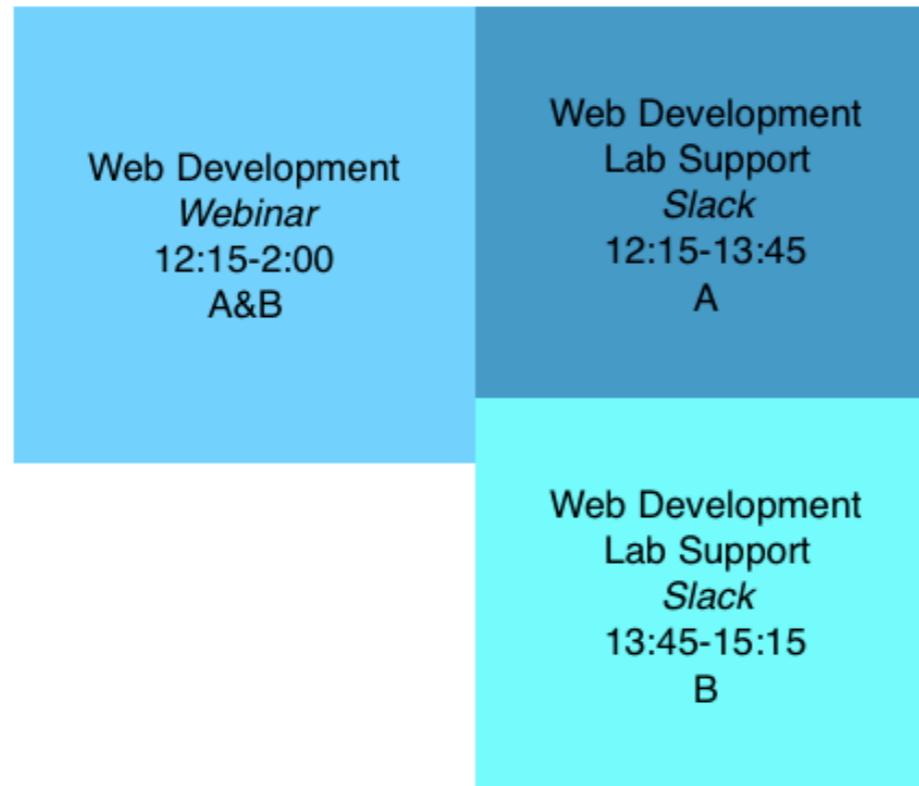 Web Development
Webinar
12:15-2:00
A&B
Web Development
Lab Support
Slack
12:15-13:45
A
Web Development
Lab Support
Slack
13:45-15:15
B